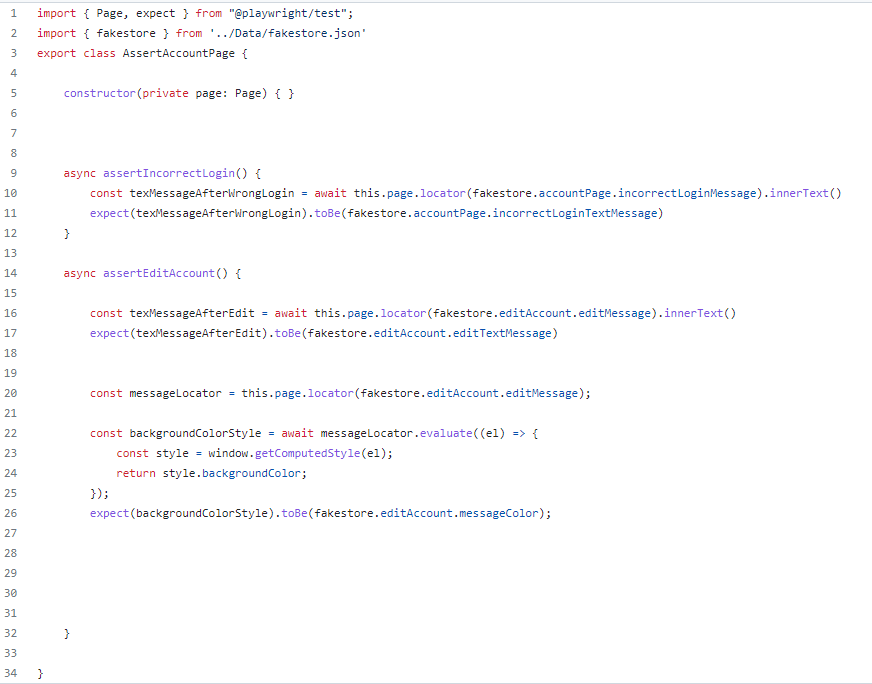 1 import { Page, expect } from "@playwright/test";
2 import { fakestore } from '../Data/fakestore.json'
3 export class AssertAccountPage {
4
5 constructor(private page: Page) { }
6
7
8
9 async assertIncorrectLogin() {
10 const texMessageAfterWrongLogin = await this.page.locator(fakestore.accountPage.incorrectLoginMessage).innerText()
11 expect(texMessageAfterWrongLogin).toBe(fakestore.accountPage.incorrectLoginTextMessage)
12 }
13
14 async assertEditAccount() {
15
16 const texMessageAfterEdit = await this.page.locator(fakestore.editAccount.editMessage).innerText()
17 expect(texMessageAfterEdit).toBe(fakestore.editAccount.editTextMessage)
18
19
20 const messageLocator = this.page.locator(fakestore.editAccount.editMessage);
21
22 const backgroundColorStyle = await messageLocator.evaluate((el) => {
23 const style = window.getComputedStyle(el);
24 return style.backgroundColor;
25 });
26 expect(backgroundColorStyle).toBe(fakestore.editAccount.messageColor);
27
28
29
30
31
32 }
33
34 }